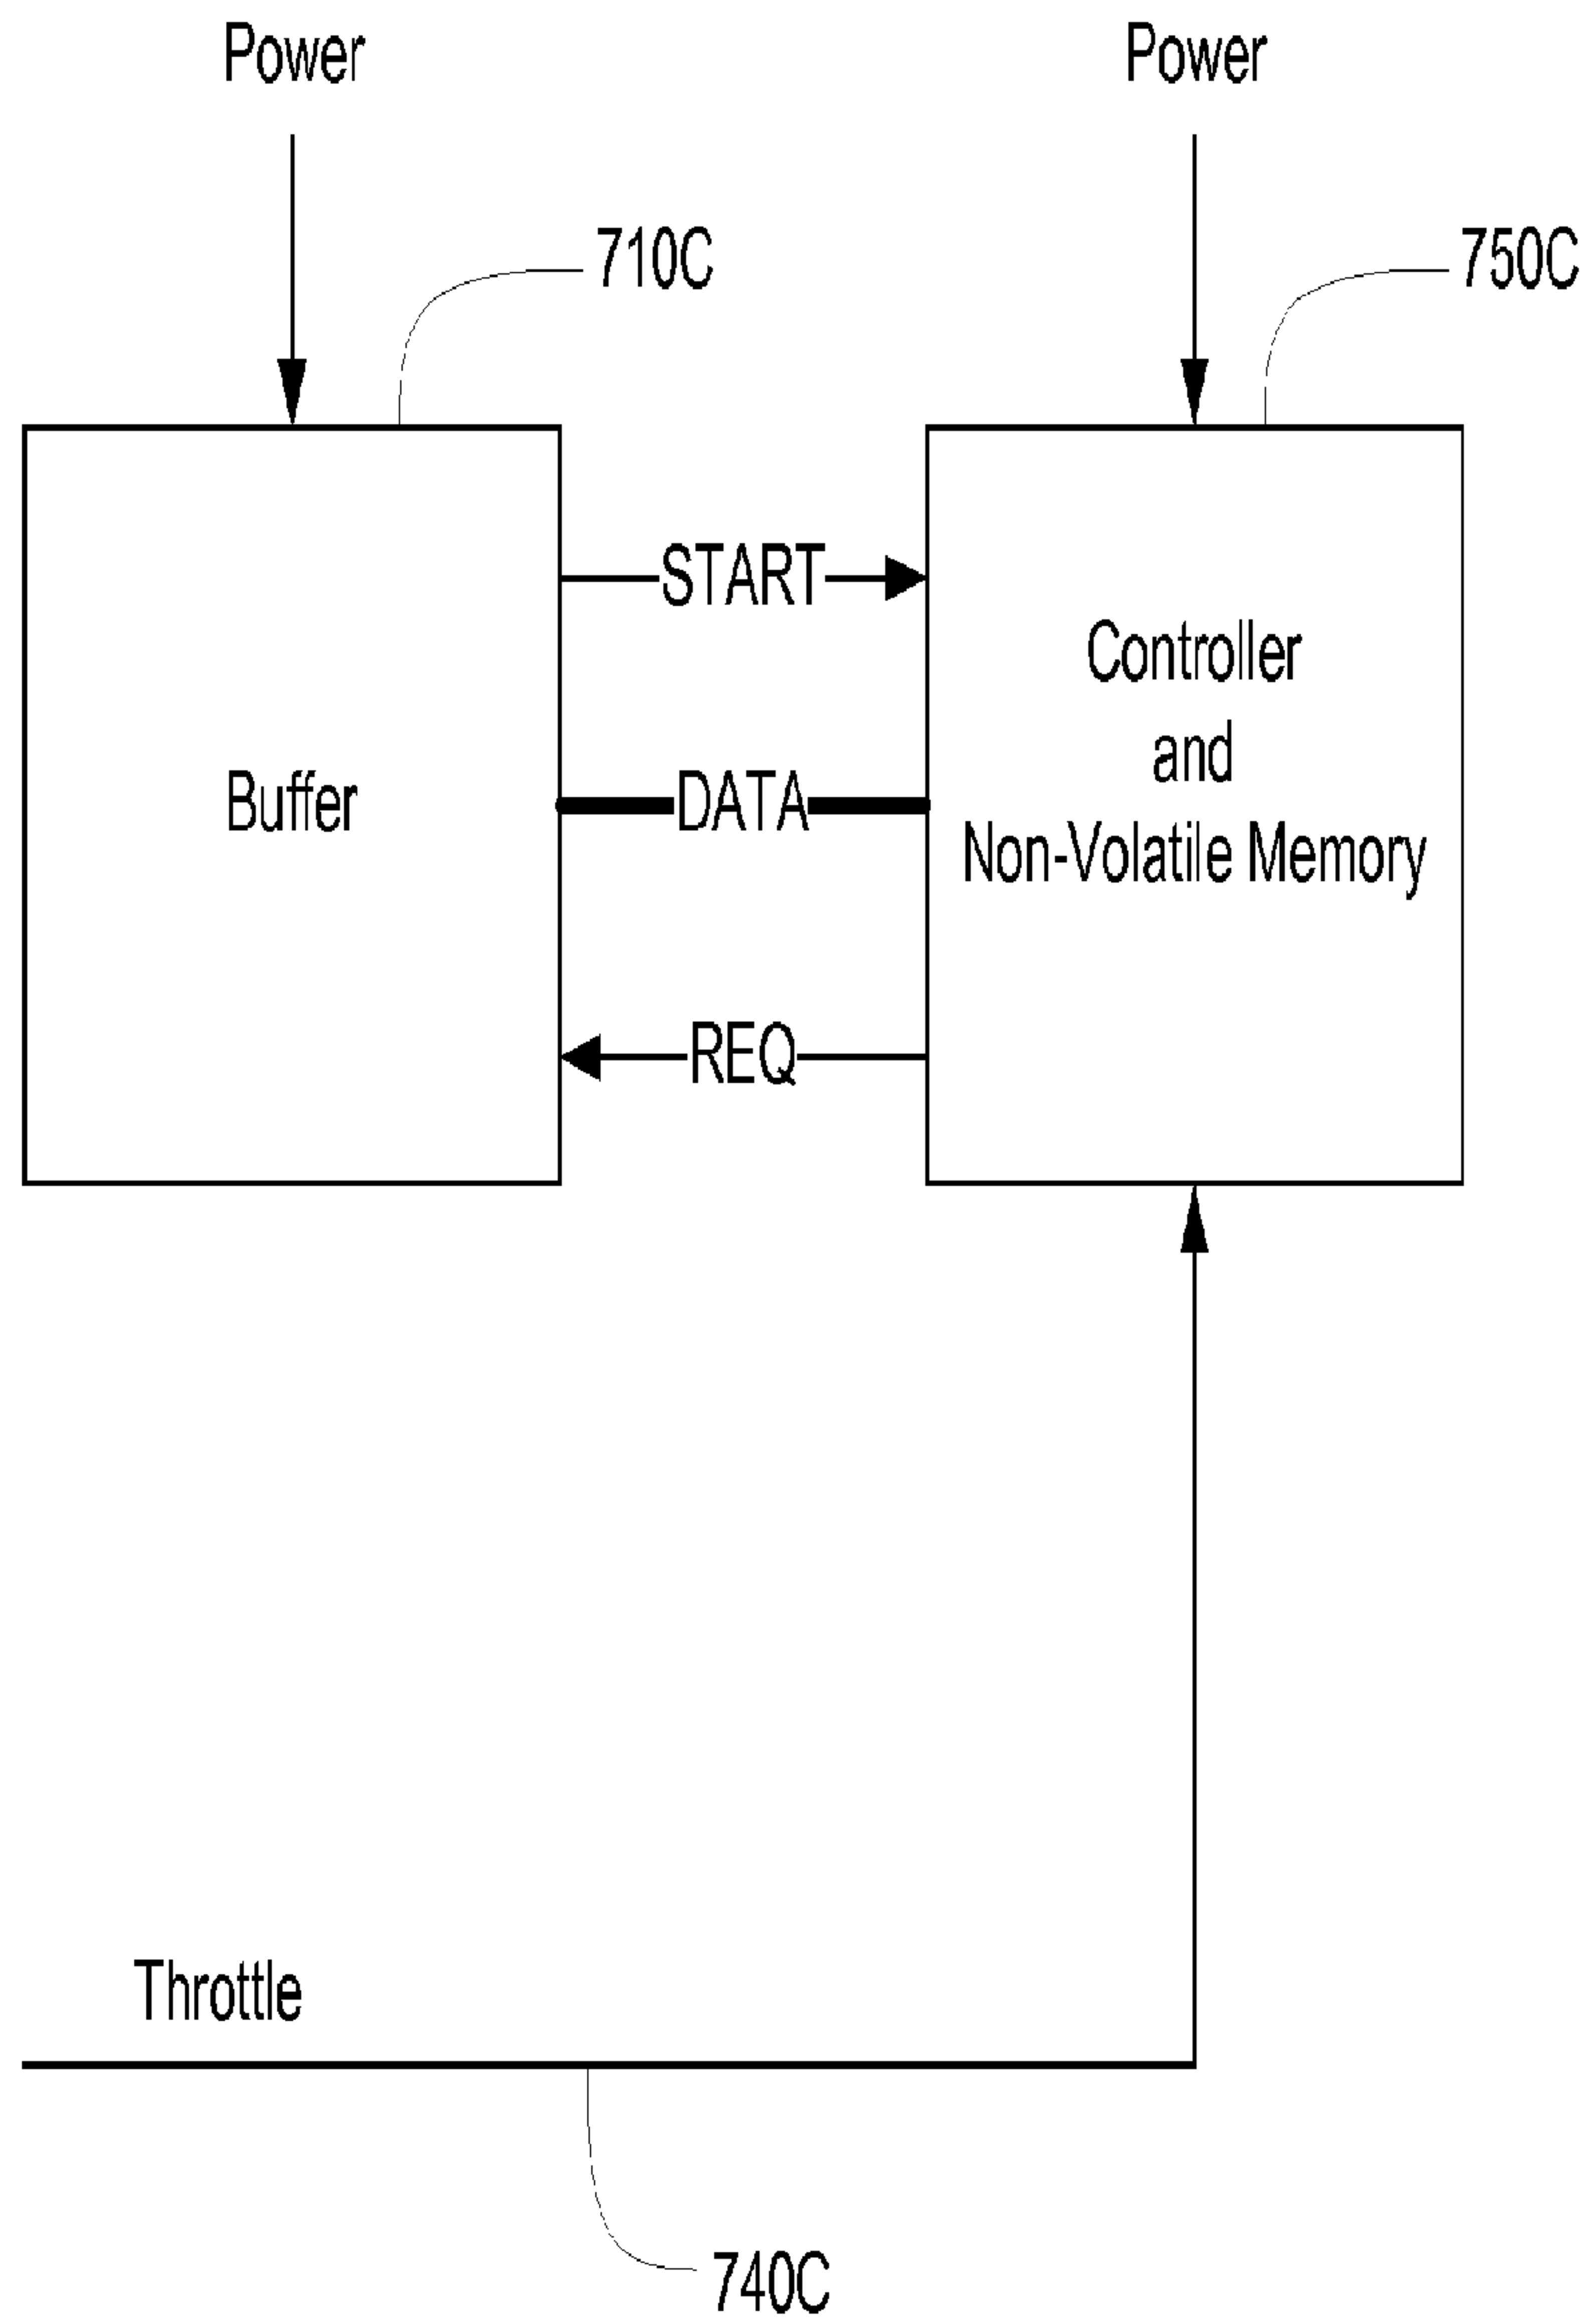 Power
Power
710C
750C
START
Controller
and
Buffer
DATA
Non-Volatile Memory
REQ
Throttle
740C